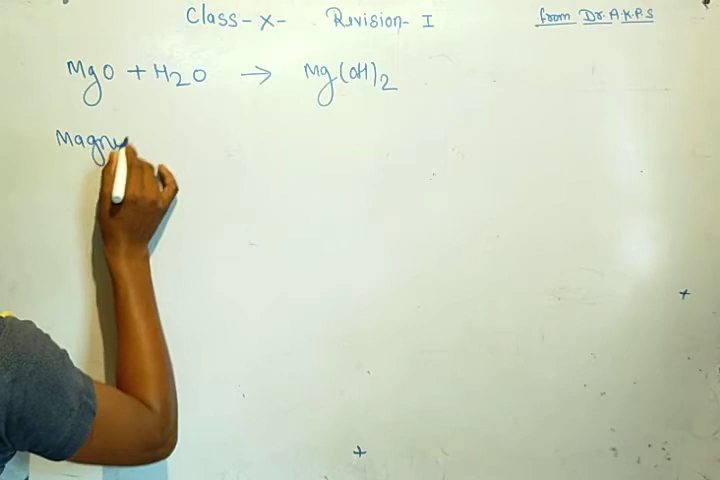 Class-X- Revision-I
from Dr. A.K.P.S
MgO + H₂O → Mg(OH)₂
Magn